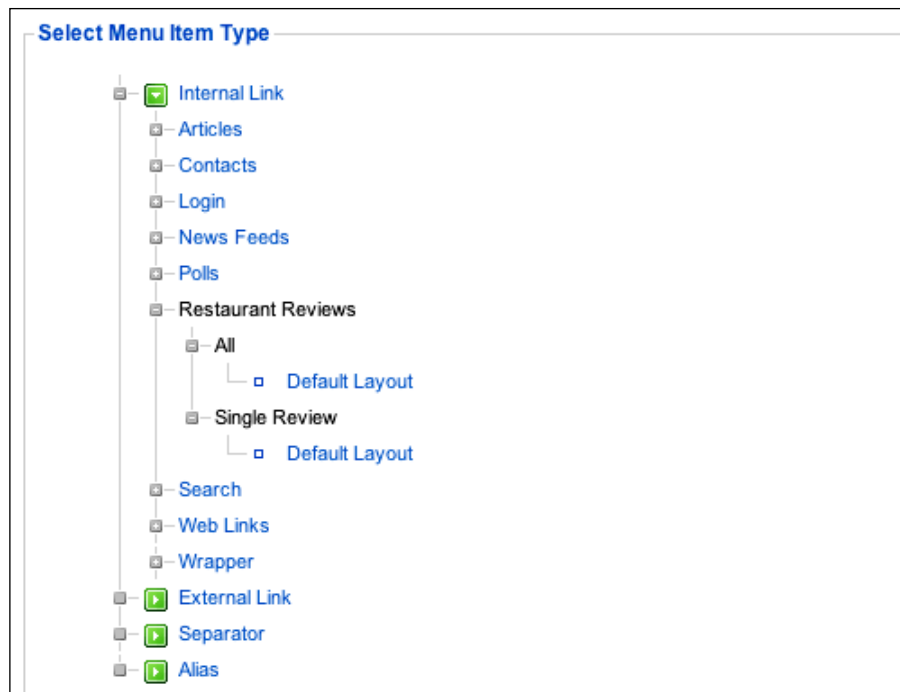 Select Menu Item Type
Internal Link
Articles
Contacts
Login
News Feeds
Polls
Restaurant Reviews
All
Default Layout
Single Review
Default Layout
Search
Web Links
Wrapper
External Link
Separator
Alias